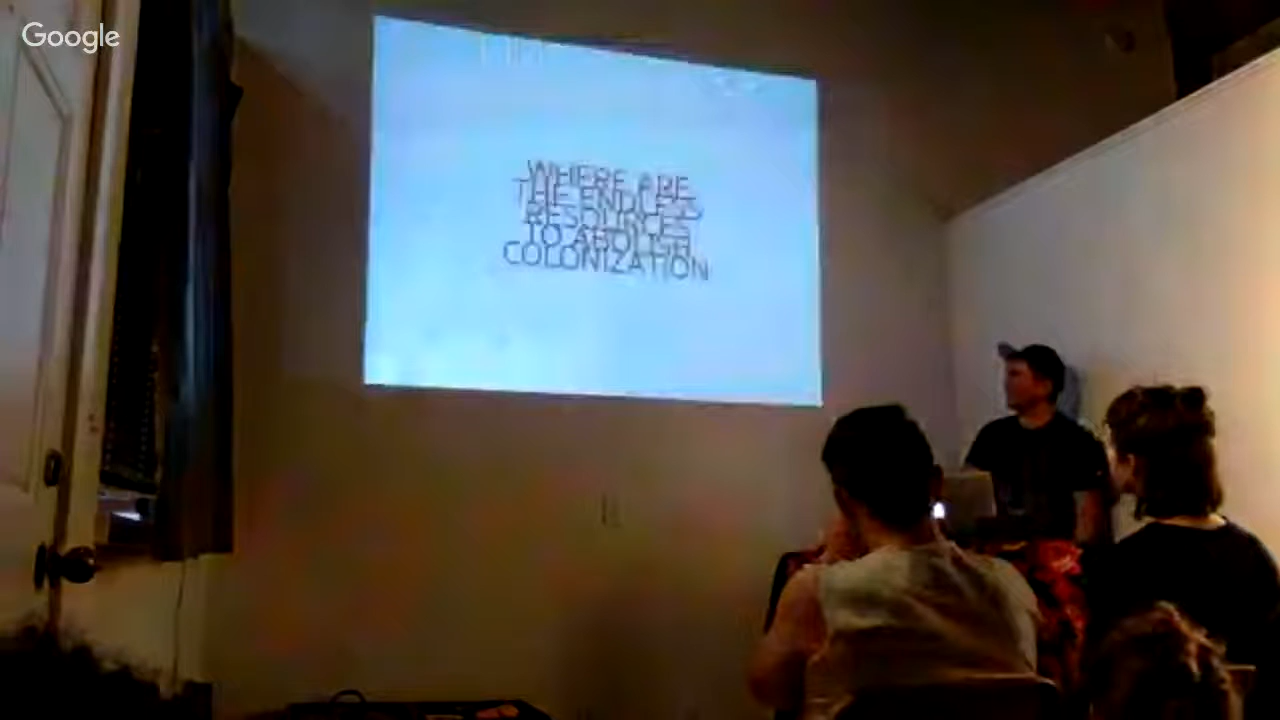 Google
WHERE ARE
THE ENDLESS
RESOURCES
TO ABOLISH
COLONIZATION